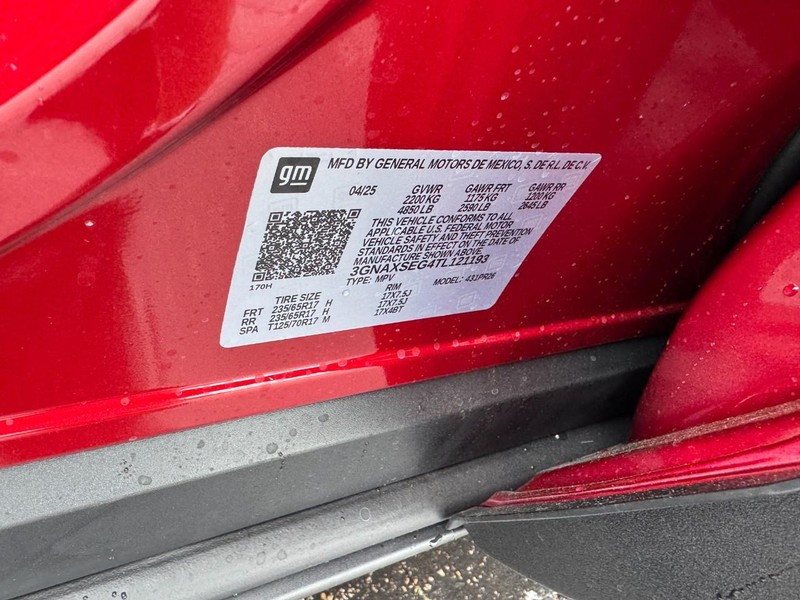 gm MFD BY GENERAL MOTORS DE MEXICO, S. DE R.L. DE C.V.
04/25 GVWR GAWR FRT GAWR RR
2200 KG 1175 KG 1200 KG
4850 LB 2590 LB 2645 LB
THIS VEHICLE CONFORMS TO ALL
APPLICABLE U.S. FEDERAL MOTOR
VEHICLE SAFETY AND THEFT PREVENTION
STANDARDS IN EFFECT ON THE DATE OF
MANUFACTURE SHOWN ABOVE.
3GNAXSEG4TL121193
170H TYPE: MPV MODEL: 431PR26
TIRE SIZE RIM
FRT 235/65R17 H 17X7.5J
RR 235/65R17 H 17X7.5J
SPA T125/70R17 M 17X4BT